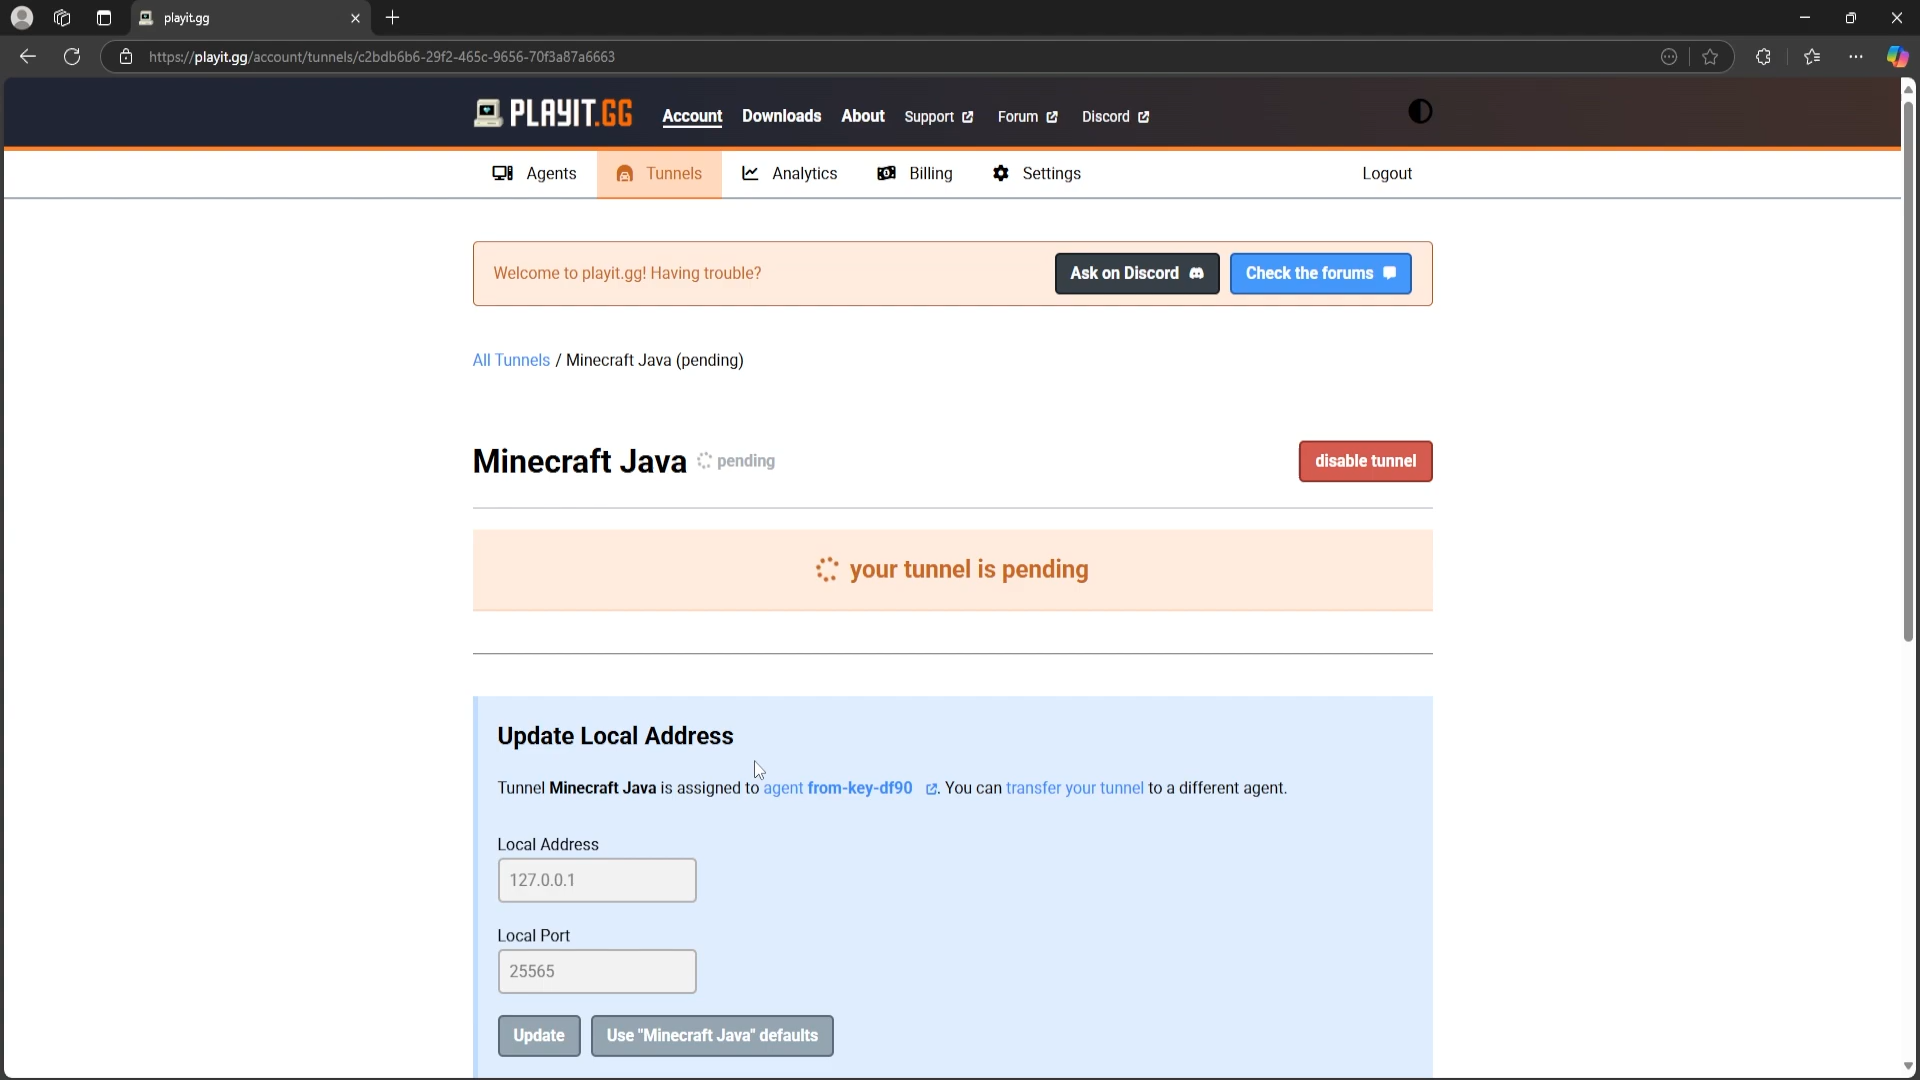 playit.gg
https://playit.gg/account/tunnels/c2bdb6b6-29f2-465c-9656-70f3a87a6663
PLAYIT.GG Account Downloads About Support Forum Discord
Agents Tunnels Analytics Billing Settings Logout
Welcome to playit.gg! Having trouble? Ask on Discord Check the forums
All Tunnels / Minecraft Java (pending)
Minecraft Java pending disable tunnel
your tunnel is pending
Update Local Address
Tunnel Minecraft Java is assigned to agent from-key-df90. You can transfer your tunnel to a different agent.
Local Address
127.0.0.1
Local Port
25565
Update Use "Minecraft Java" defaults